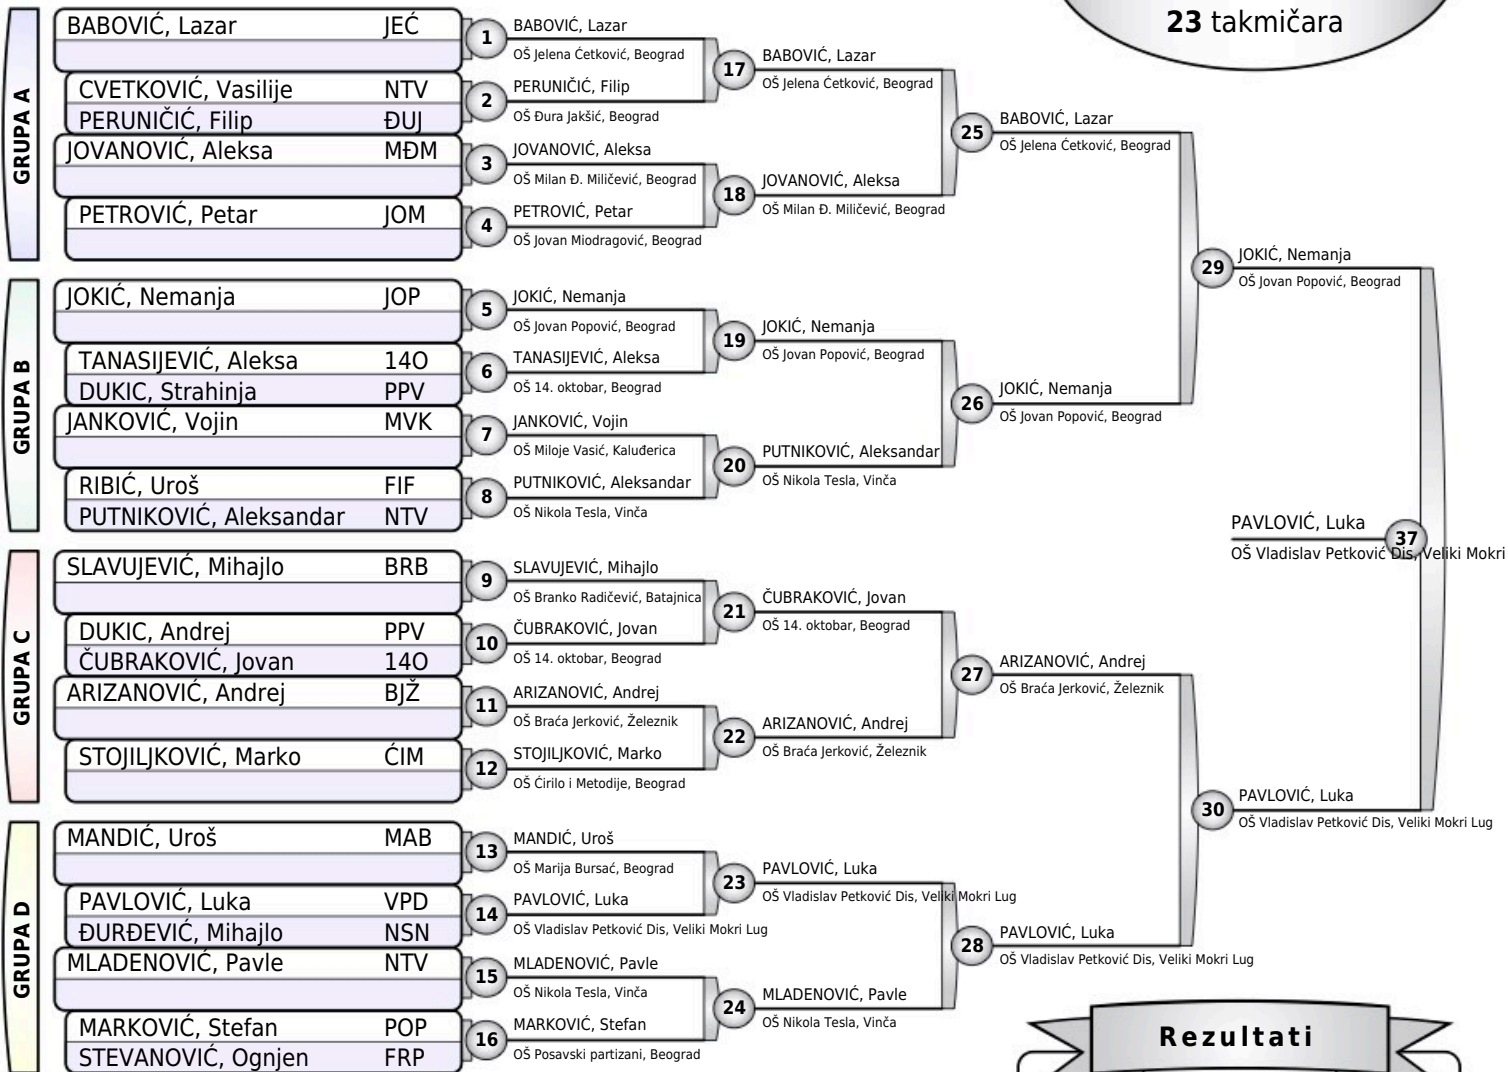 23 takmičara
GRUPA A
BABOVIĆ, Lazar JEĆ
CVETKOVIĆ, Vasilije NTV
PERUNIČIĆ, Filip ĐUJ
JOVANOVIĆ, Aleksa MĐM
PETROVIĆ, Petar JOM
1
BABOVIĆ, Lazar
OŠ Jelena Ćetković, Beograd
2
PERUNIČIĆ, Filip
OŠ Đura Jakšić, Beograd
3
JOVANOVIĆ, Aleksa
OŠ Milan Đ. Miličević, Beograd
4
PETROVIĆ, Petar
OŠ Jovan Miodragović, Beograd
17
BABOVIĆ, Lazar
OŠ Jelena Ćetković, Beograd
18
JOVANOVIĆ, Aleksa
OŠ Milan Đ. Miličević, Beograd
25
BABOVIĆ, Lazar
OŠ Jelena Ćetković, Beograd
GRUPA B
JOKIĆ, Nemanja JOP
TANASIJEVIĆ, Aleksa 14O
DUKIC, Strahinja PPV
JANKOVIĆ, Vojin MVK
RIBIĆ, Uroš FIF
PUTNIKOVIĆ, Aleksandar NTV
5
JOKIĆ, Nemanja
OŠ Jovan Popović, Beograd
6
TANASIJEVIĆ, Aleksa
OŠ 14. oktobar, Beograd
7
JANKOVIĆ, Vojin
OŠ Miloje Vasić, Kaluđerica
8
PUTNIKOVIĆ, Aleksandar
OŠ Nikola Tesla, Vinča
19
JOKIĆ, Nemanja
OŠ Jovan Popović, Beograd
20
PUTNIKOVIĆ, Aleksandar
OŠ Nikola Tesla, Vinča
26
JOKIĆ, Nemanja
OŠ Jovan Popović, Beograd
29
JOKIĆ, Nemanja
OŠ Jovan Popović, Beograd
PAVLOVIĆ, Luka
37
OŠ Vladislav Petković Dis, Veliki Mokri
GRUPA C
SLAVUJEVIĆ, Mihajlo BRB
DUKIC, Andrej PPV
ČUBRAKOVIĆ, Jovan 14O
ARIZANOVIĆ, Andrej BJŽ
STOJILJKOVIĆ, Marko ĆIM
9
SLAVUJEVIĆ, Mihajlo
OŠ Branko Radičević, Batajnica
10
ČUBRAKOVIĆ, Jovan
OŠ 14. oktobar, Beograd
11
ARIZANOVIĆ, Andrej
OŠ Braća Jerković, Železnik
12
STOJILJKOVIĆ, Marko
OŠ Ćirilo i Metodije, Beograd
21
ČUBRAKOVIĆ, Jovan
OŠ 14. oktobar, Beograd
22
ARIZANOVIĆ, Andrej
OŠ Braća Jerković, Železnik
27
ARIZANOVIĆ, Andrej
OŠ Braća Jerković, Železnik
GRUPA D
MANDIĆ, Uroš MAB
PAVLOVIĆ, Luka VPD
ĐURĐEVIĆ, Mihajlo NSN
MLADENOVIĆ, Pavle NTV
MARKOVIĆ, Stefan POP
STEVANOVIĆ, Ognjen FRP
13
MANDIĆ, Uroš
OŠ Marija Bursać, Beograd
14
PAVLOVIĆ, Luka
OŠ Vladislav Petković Dis, Veliki Mokri Lug
15
MLADENOVIĆ, Pavle
OŠ Nikola Tesla, Vinča
16
MARKOVIĆ, Stefan
OŠ Posavski partizani, Beograd
23
PAVLOVIĆ, Luka
OŠ Vladislav Petković Dis, Veliki Mokri Lug
24
MLADENOVIĆ, Pavle
OŠ Nikola Tesla, Vinča
28
PAVLOVIĆ, Luka
OŠ Vladislav Petković Dis, Veliki Mokri Lug
30
PAVLOVIĆ, Luka
OŠ Vladislav Petković Dis, Veliki Mokri Lug
Rezultati